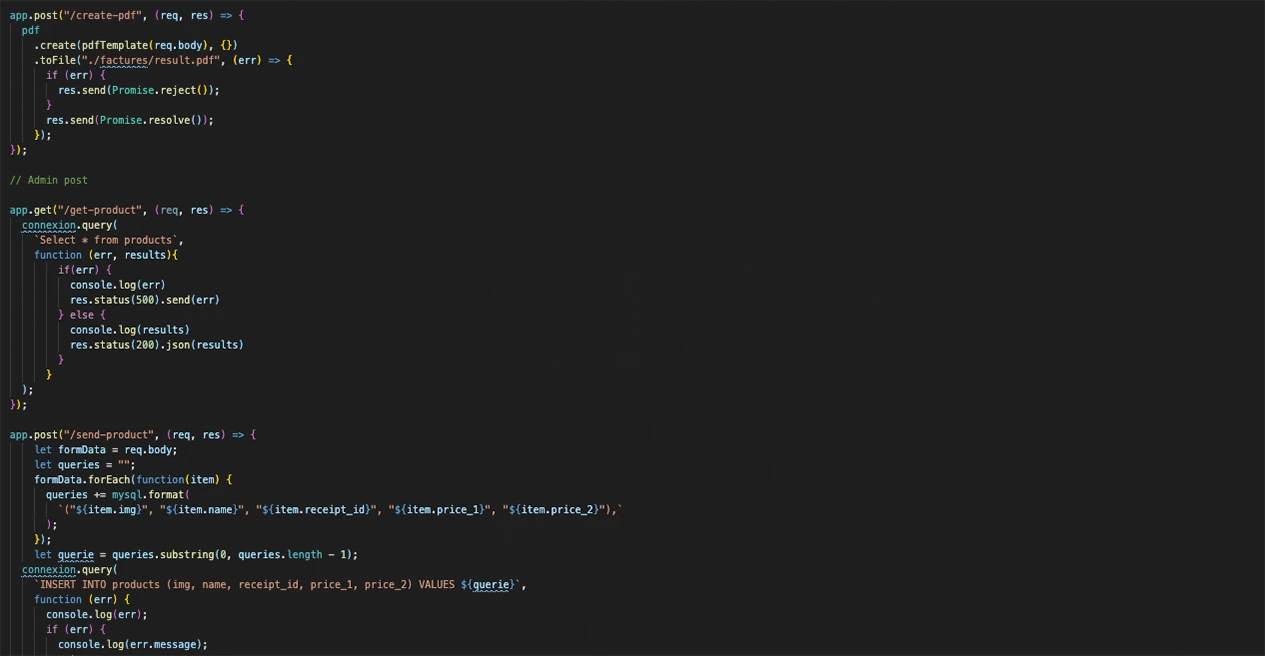 app.post("/create-pdf", (req, res) => {
  pdf
    .create(pdfTemplate(req.body), {})
    .toFile("./factures/result.pdf", (err) => {
      if (err) {
        res.send(Promise.reject());
      }
      res.send(Promise.resolve());
    });
});

// Admin post

app.get("/get-product", (req, res) => {
  connexion.query(
    `Select * from products`,
    function (err, results){
        if(err) {
          console.log(err)
          res.status(500).send(err)
        } else {
          console.log(results)
          res.status(200).json(results)
        }
      }
  );
});

app.post("/send-product", (req, res) => {
    let formData = req.body;
    let queries = "";
    formData.forEach(function(item) {
      queries += mysql.format(
        `("${item.img}", "${item.name}", "${item.receipt_id}", "${item.price_1}", "${item.price_2}"),`
      );
    });
    let querie = queries.substring(0, queries.length - 1);
  connexion.query(
    `INSERT INTO products (img, name, receipt_id, price_1, price_2) VALUES ${querie}`,
    function (err) {
      console.log(err);
      if (err) {
        console.log(err.message);